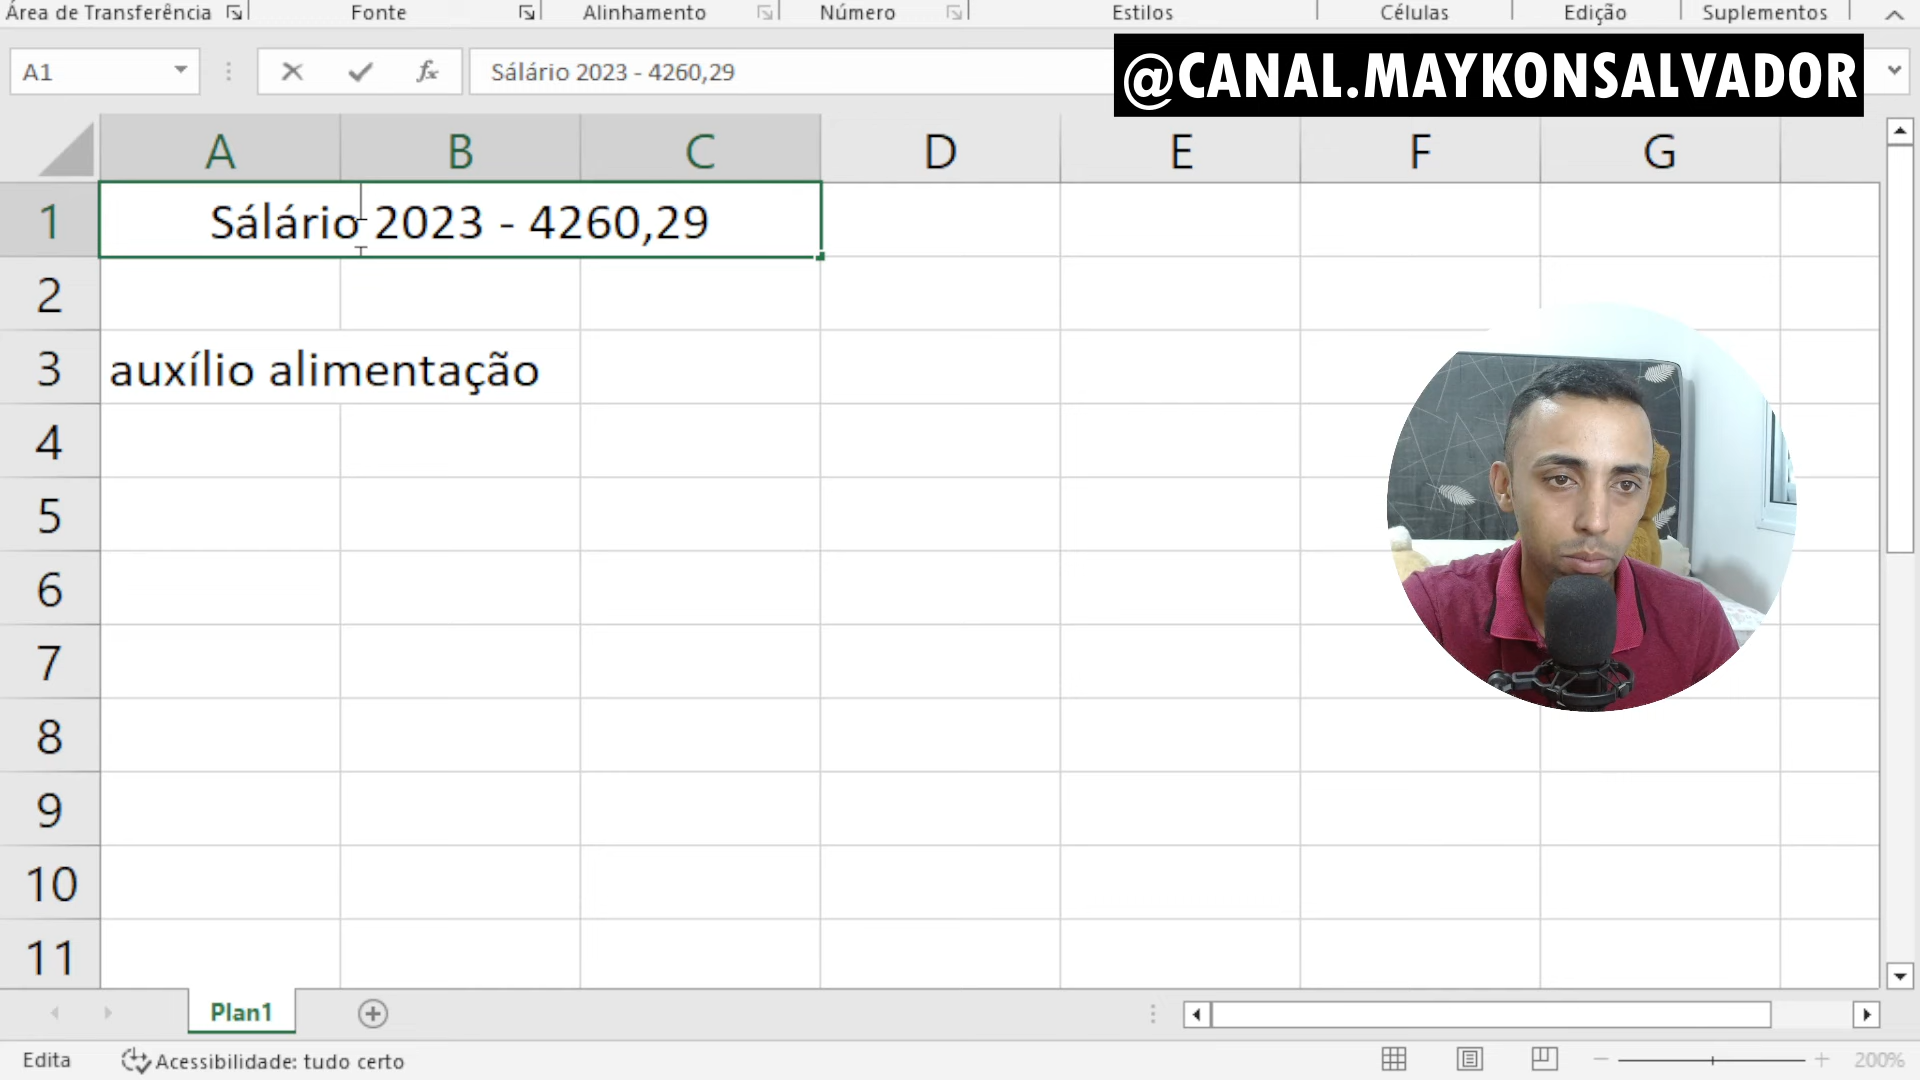 Área de Transferência Fonte Alinhamento Número Estilos Células Edição Suplementos
A1 fx Sálário 2023 - 4260,29
@CANAL.MAYKONSALVADOR
A B C D E F G
1 Sálário 2023 - 4260,29
2
3 auxílio alimentação
4
5
6
7
8
9
10
11
Plan1
Edita Acessibilidade: tudo certo 200%